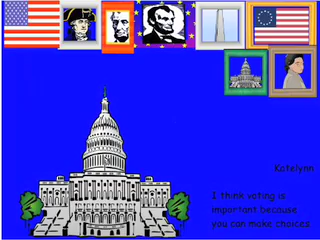 Katelynn
I think voting is
important because
you can make choices